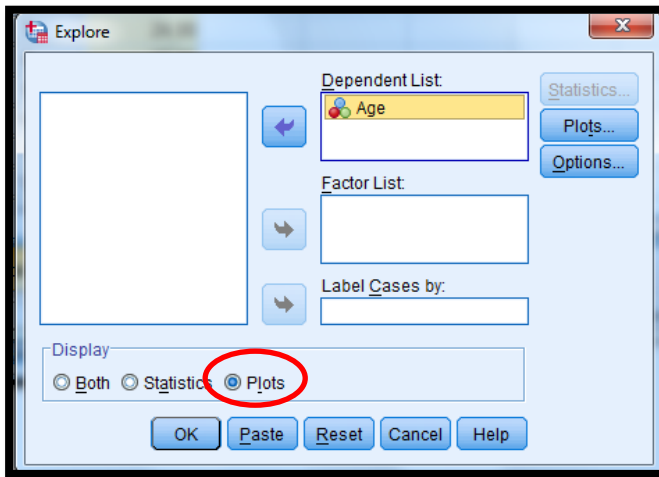 Explore
Dependent List:
Age
Statistics...
Plots...
Options...
Factor List:
Label Cases by:
Display
Both Statistics Plots
OK Paste Reset Cancel Help